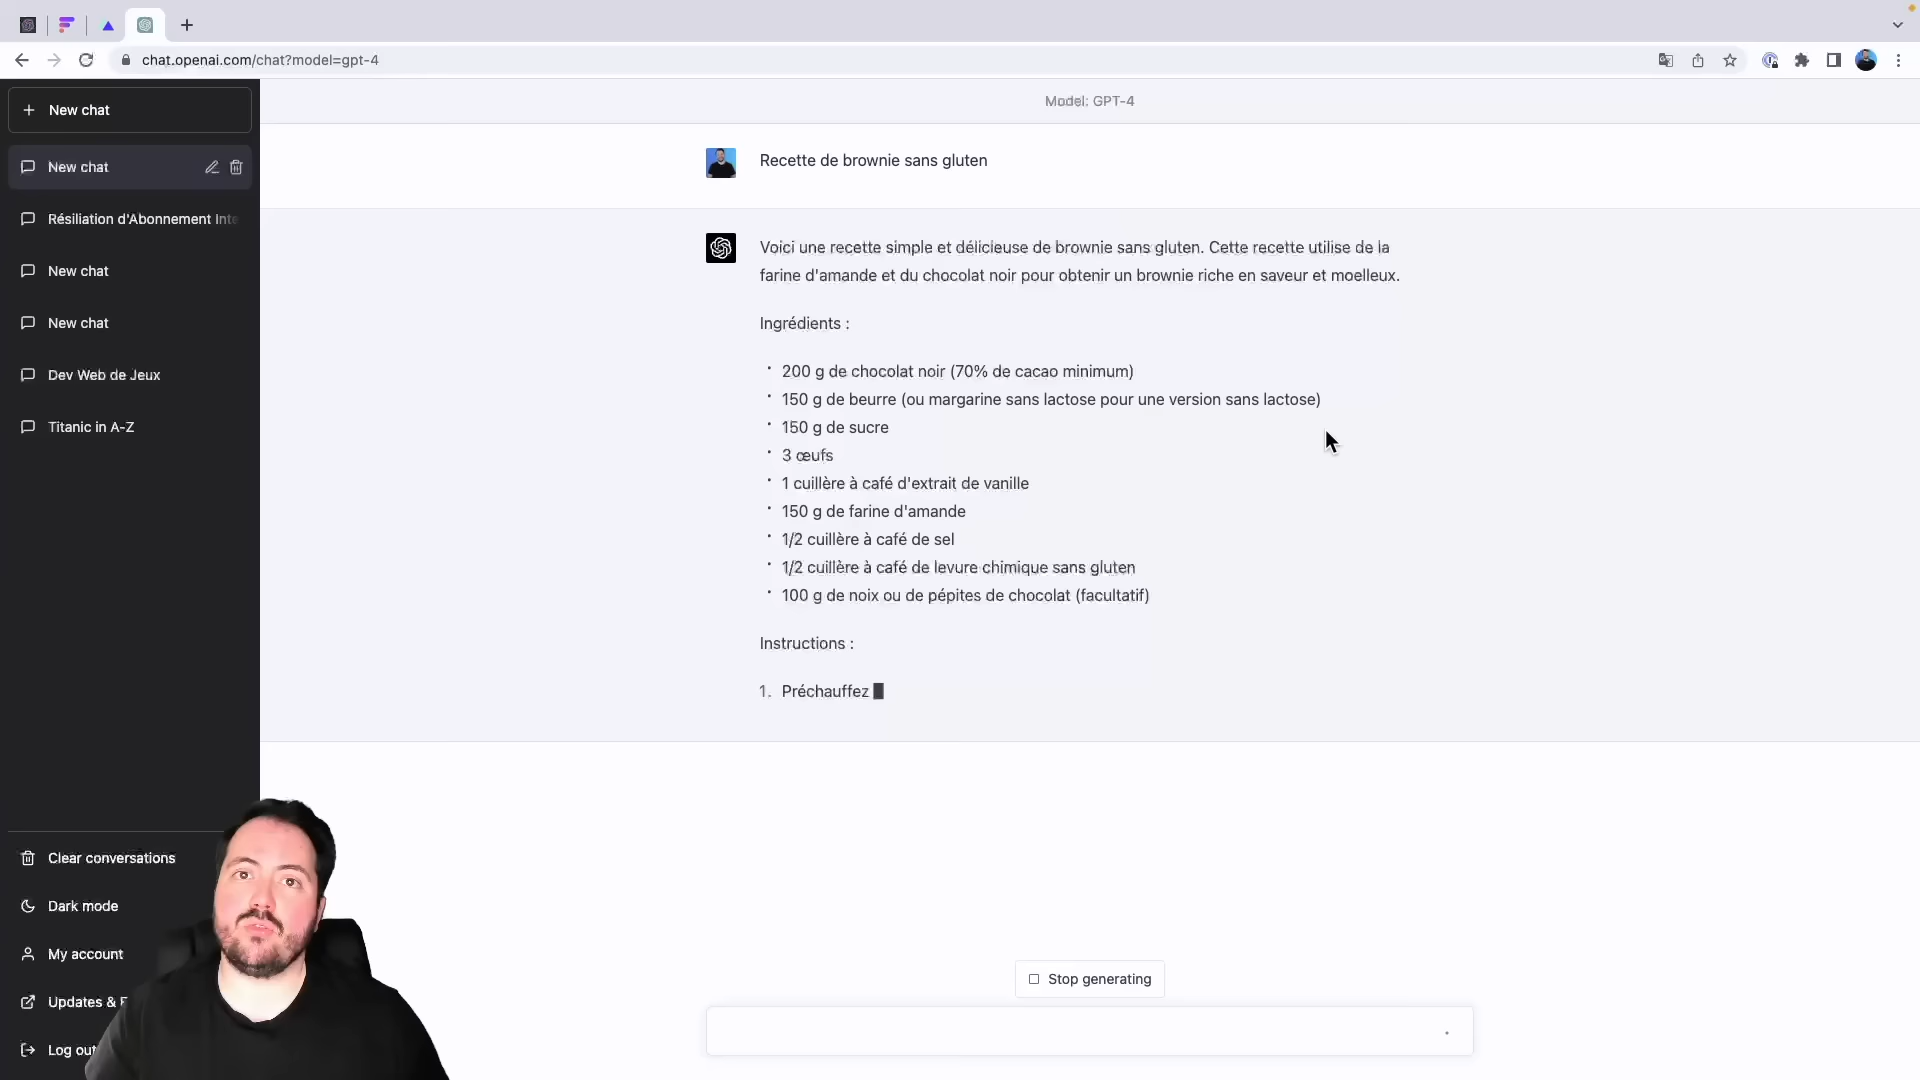 chat.openai.com/chat?model=gpt-4
New chat
New chat
Résiliation d'Abonnement Inte
New chat
New chat
Dev Web de Jeux
Titanic in A-Z
Clear conversations
Dark mode
My account
Updates &
Log out
Model: GPT-4
Recette de brownie sans gluten
Voici une recette simple et délicieuse de brownie sans gluten. Cette recette utilise de la
farine d'amande et du chocolat noir pour obtenir un brownie riche en saveur et moelleux.
Ingrédients :
• 200 g de chocolat noir (70% de cacao minimum)
• 150 g de beurre (ou margarine sans lactose pour une version sans lactose)
• 150 g de sucre
• 3 œufs
• 1 cuillère à café d'extrait de vanille
• 150 g de farine d'amande
• 1/2 cuillère à café de sel
• 1/2 cuillère à café de levure chimique sans gluten
• 100 g de noix ou de pépites de chocolat (facultatif)
Instructions :
1. Préchauffez
Stop generating